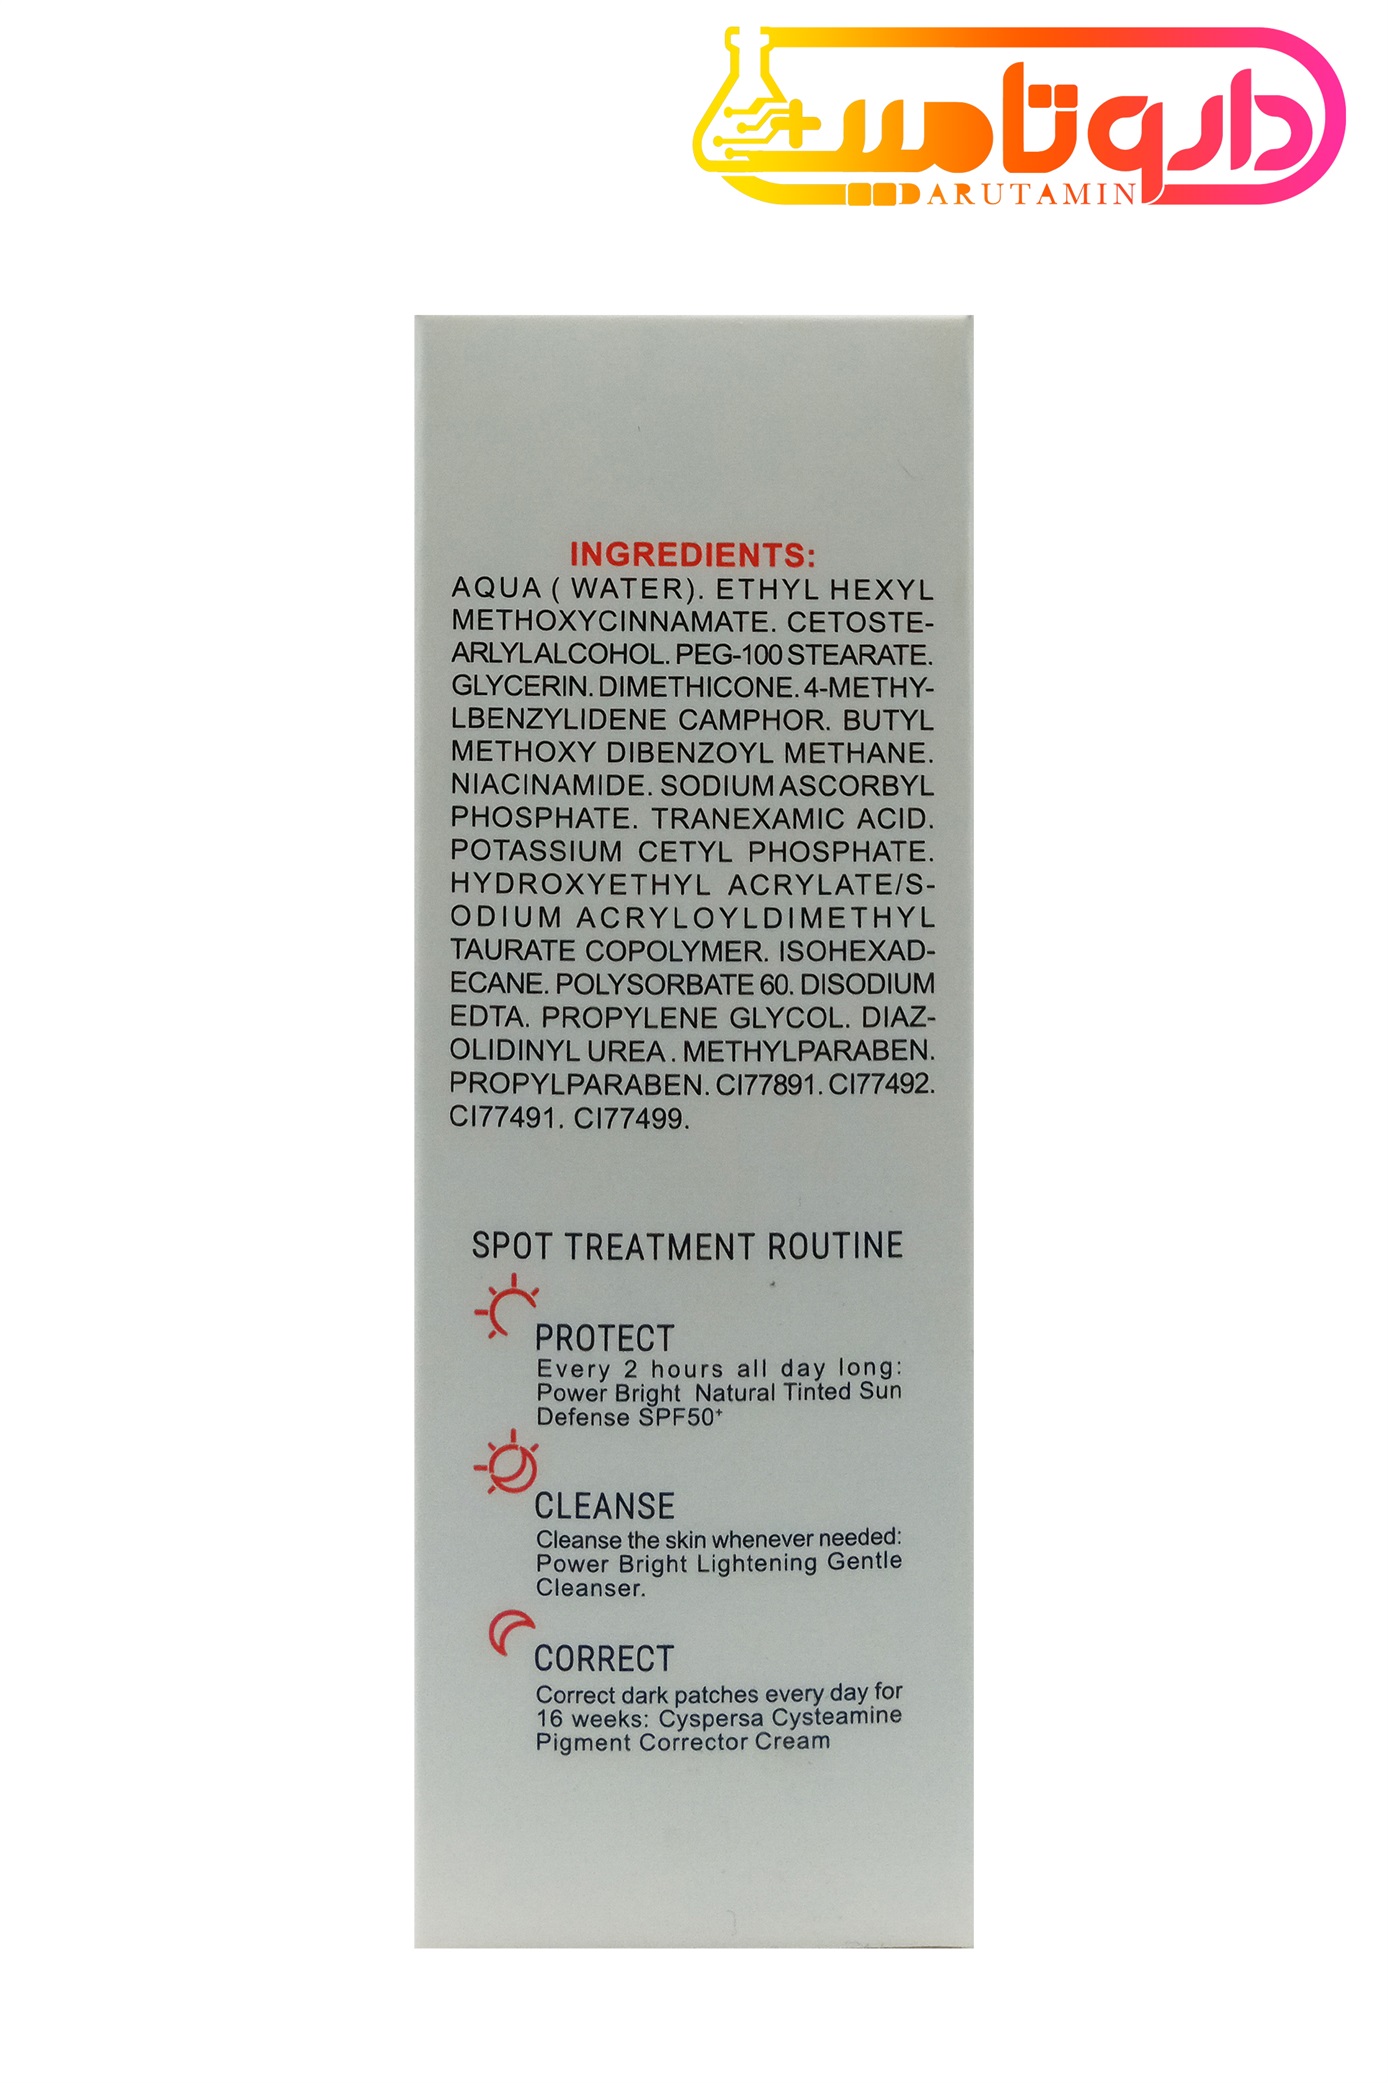 داروتامین
DARUTAMIN
INGREDIENTS:
AQUA ( WATER). ETHYL HEXYL
METHOXYCINNAMATE. CETOSTE-
ARLYLALCOHOL. PEG-100 STEARATE.
GLYCERIN. DIMETHICONE. 4-METHY-
LBENZYLIDENE CAMPHOR. BUTYL
METHOXY DIBENZOYL METHANE.
NIACINAMIDE. SODIUM ASCORBYL
PHOSPHATE. TRANEXAMIC ACID.
POTASSIUM CETYL PHOSPHATE.
HYDROXYETHYL ACRYLATE/S-
ODIUM ACRYLOYLDIMETHYL
TAURATE COPOLYMER. ISOHEXAD-
ECANE. POLYSORBATE 60. DISODIUM
EDTA. PROPYLENE GLYCOL. DIAZ-
OLIDINYL UREA . METHYLPARABEN.
PROPYLPARABEN. CI77891. CI77492.
CI77491. CI77499.
SPOT TREATMENT ROUTINE
PROTECT
Every 2 hours all day long:
Power Bright Natural Tinted Sun
Defense SPF50⁺
CLEANSE
Cleanse the skin whenever needed:
Power Bright Lightening Gentle
Cleanser.
CORRECT
Correct dark patches every day for
16 weeks: Cyspersa Cysteamine
Pigment Corrector Cream